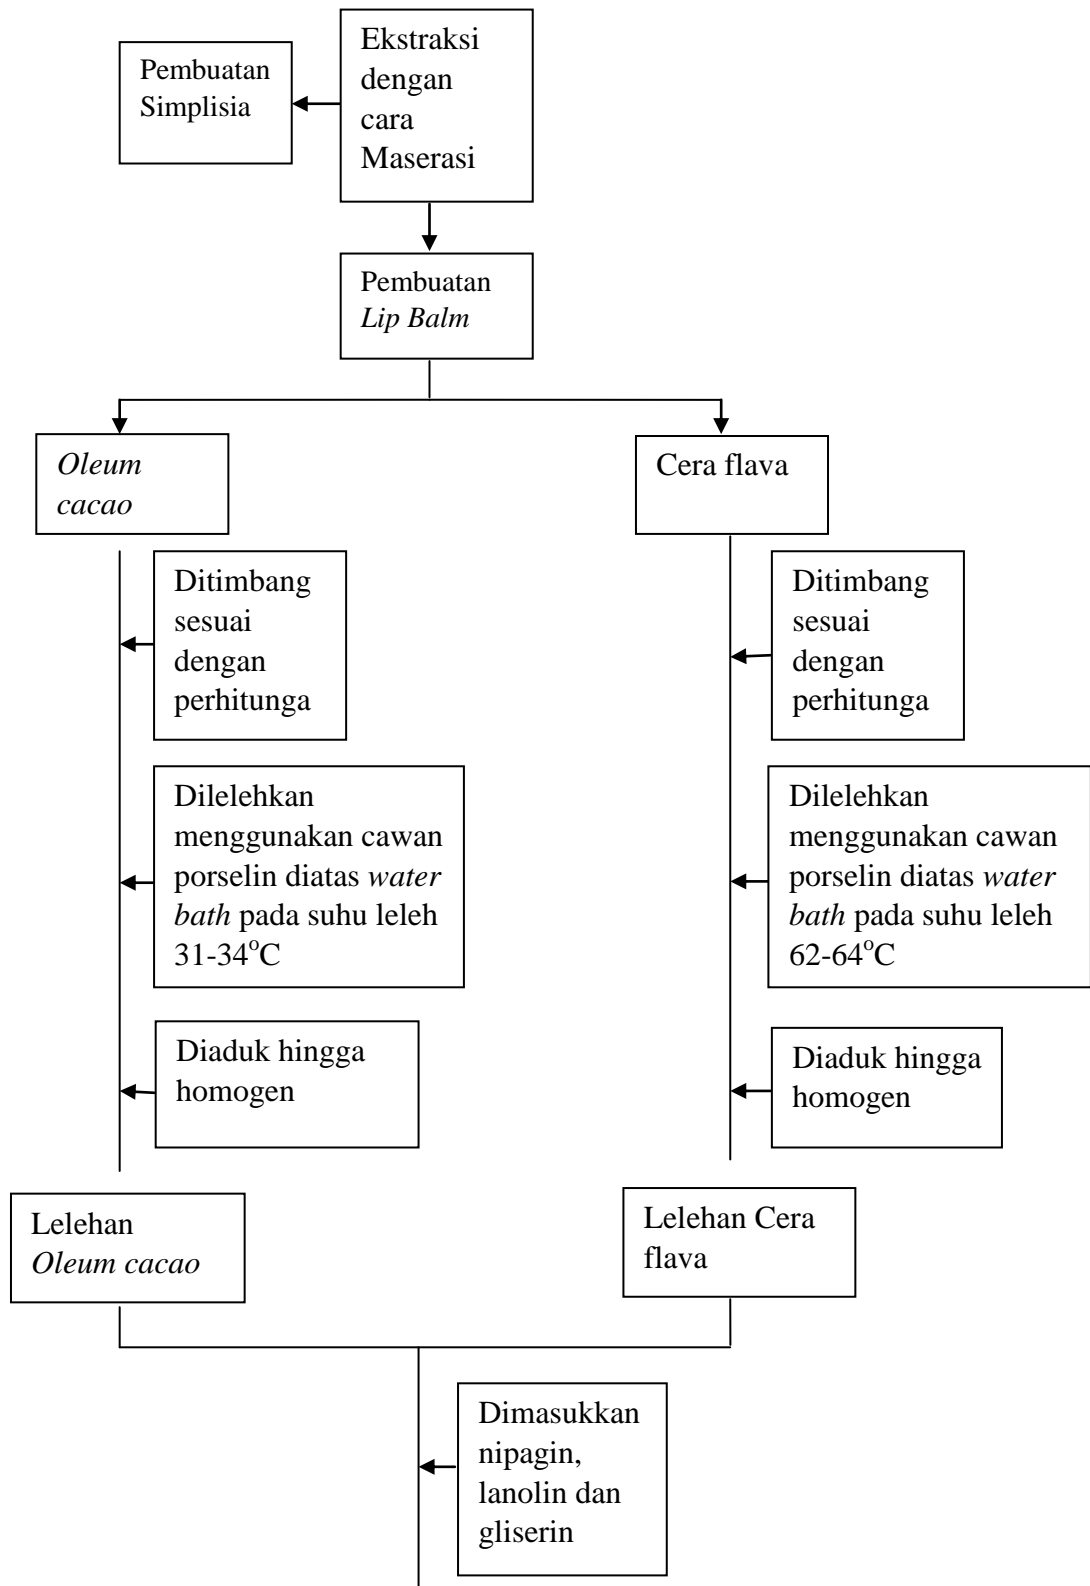 Pembuatan
Simplisia
Ekstraksi
dengan
cara
Maserasi
Pembuatan
Lip Balm
Oleum
cacao
Cera flava
Ditimbang
sesuai
dengan
perhitunga
Ditimbang
sesuai
dengan
perhitunga
Dilelehkan
menggunakan cawan
porselin diatas water
bath pada suhu leleh
31-34°C
Dilelehkan
menggunakan cawan
porselin diatas water
bath pada suhu leleh
62-64°C
Diaduk hingga
homogen
Diaduk hingga
homogen
Lelehan
Oleum cacao
Lelehan Cera
flava
Dimasukkan
nipagin,
lanolin dan
gliserin